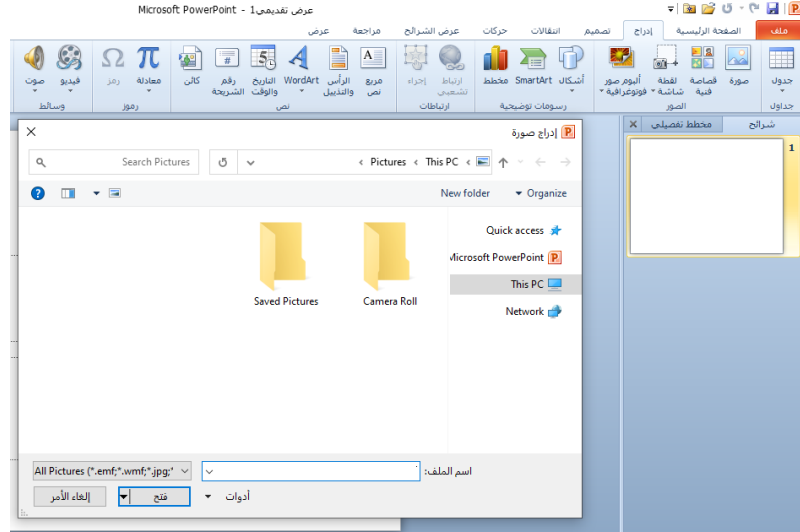 عرض تقديمي1 - Microsoft PowerPoint
ملف الصفحة الرئيسية إدراج تصميم انتقالات حركات عرض الشرائح مراجعة عرض
جدول صورة قصاصة فنية لقطة شاشة ألبوم صور فوتوغرافية أشكال SmartArt مخطط ارتباط تشعبي إجراء مربع نص الرأس والتذييل WordArt التاريخ والوقت رقم الشريحة كائن معادلة رمز فيديو صوت
جداول الصور رسومات توضيحية ارتباطات نص رموز وسائط
شرائح مخطط تفصيلي
1
إدراج صورة
This PC Pictures
Search Pictures
Organize New folder
Quick access
Microsoft PowerPoint
This PC
Network
Camera Roll
Saved Pictures
اسم الملف:
All Pictures (*.emf;*.wmf;*.jpg;*
أدوات فتح إلغاء الأمر